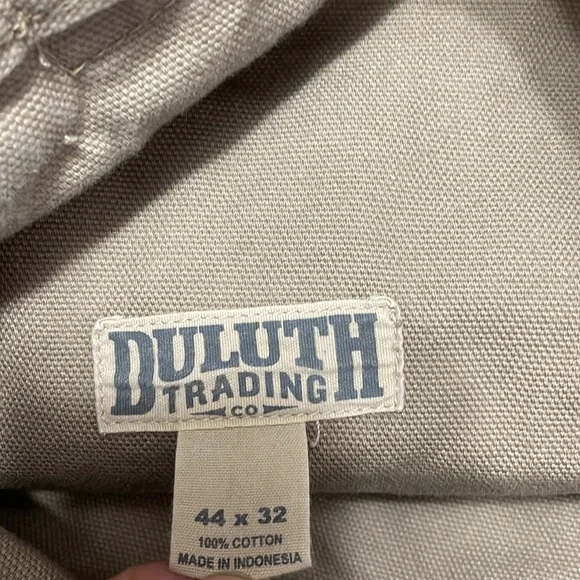 DULUTH
TRADING
CO
44 x 32
100% COTTON
MADE IN INDONESIA